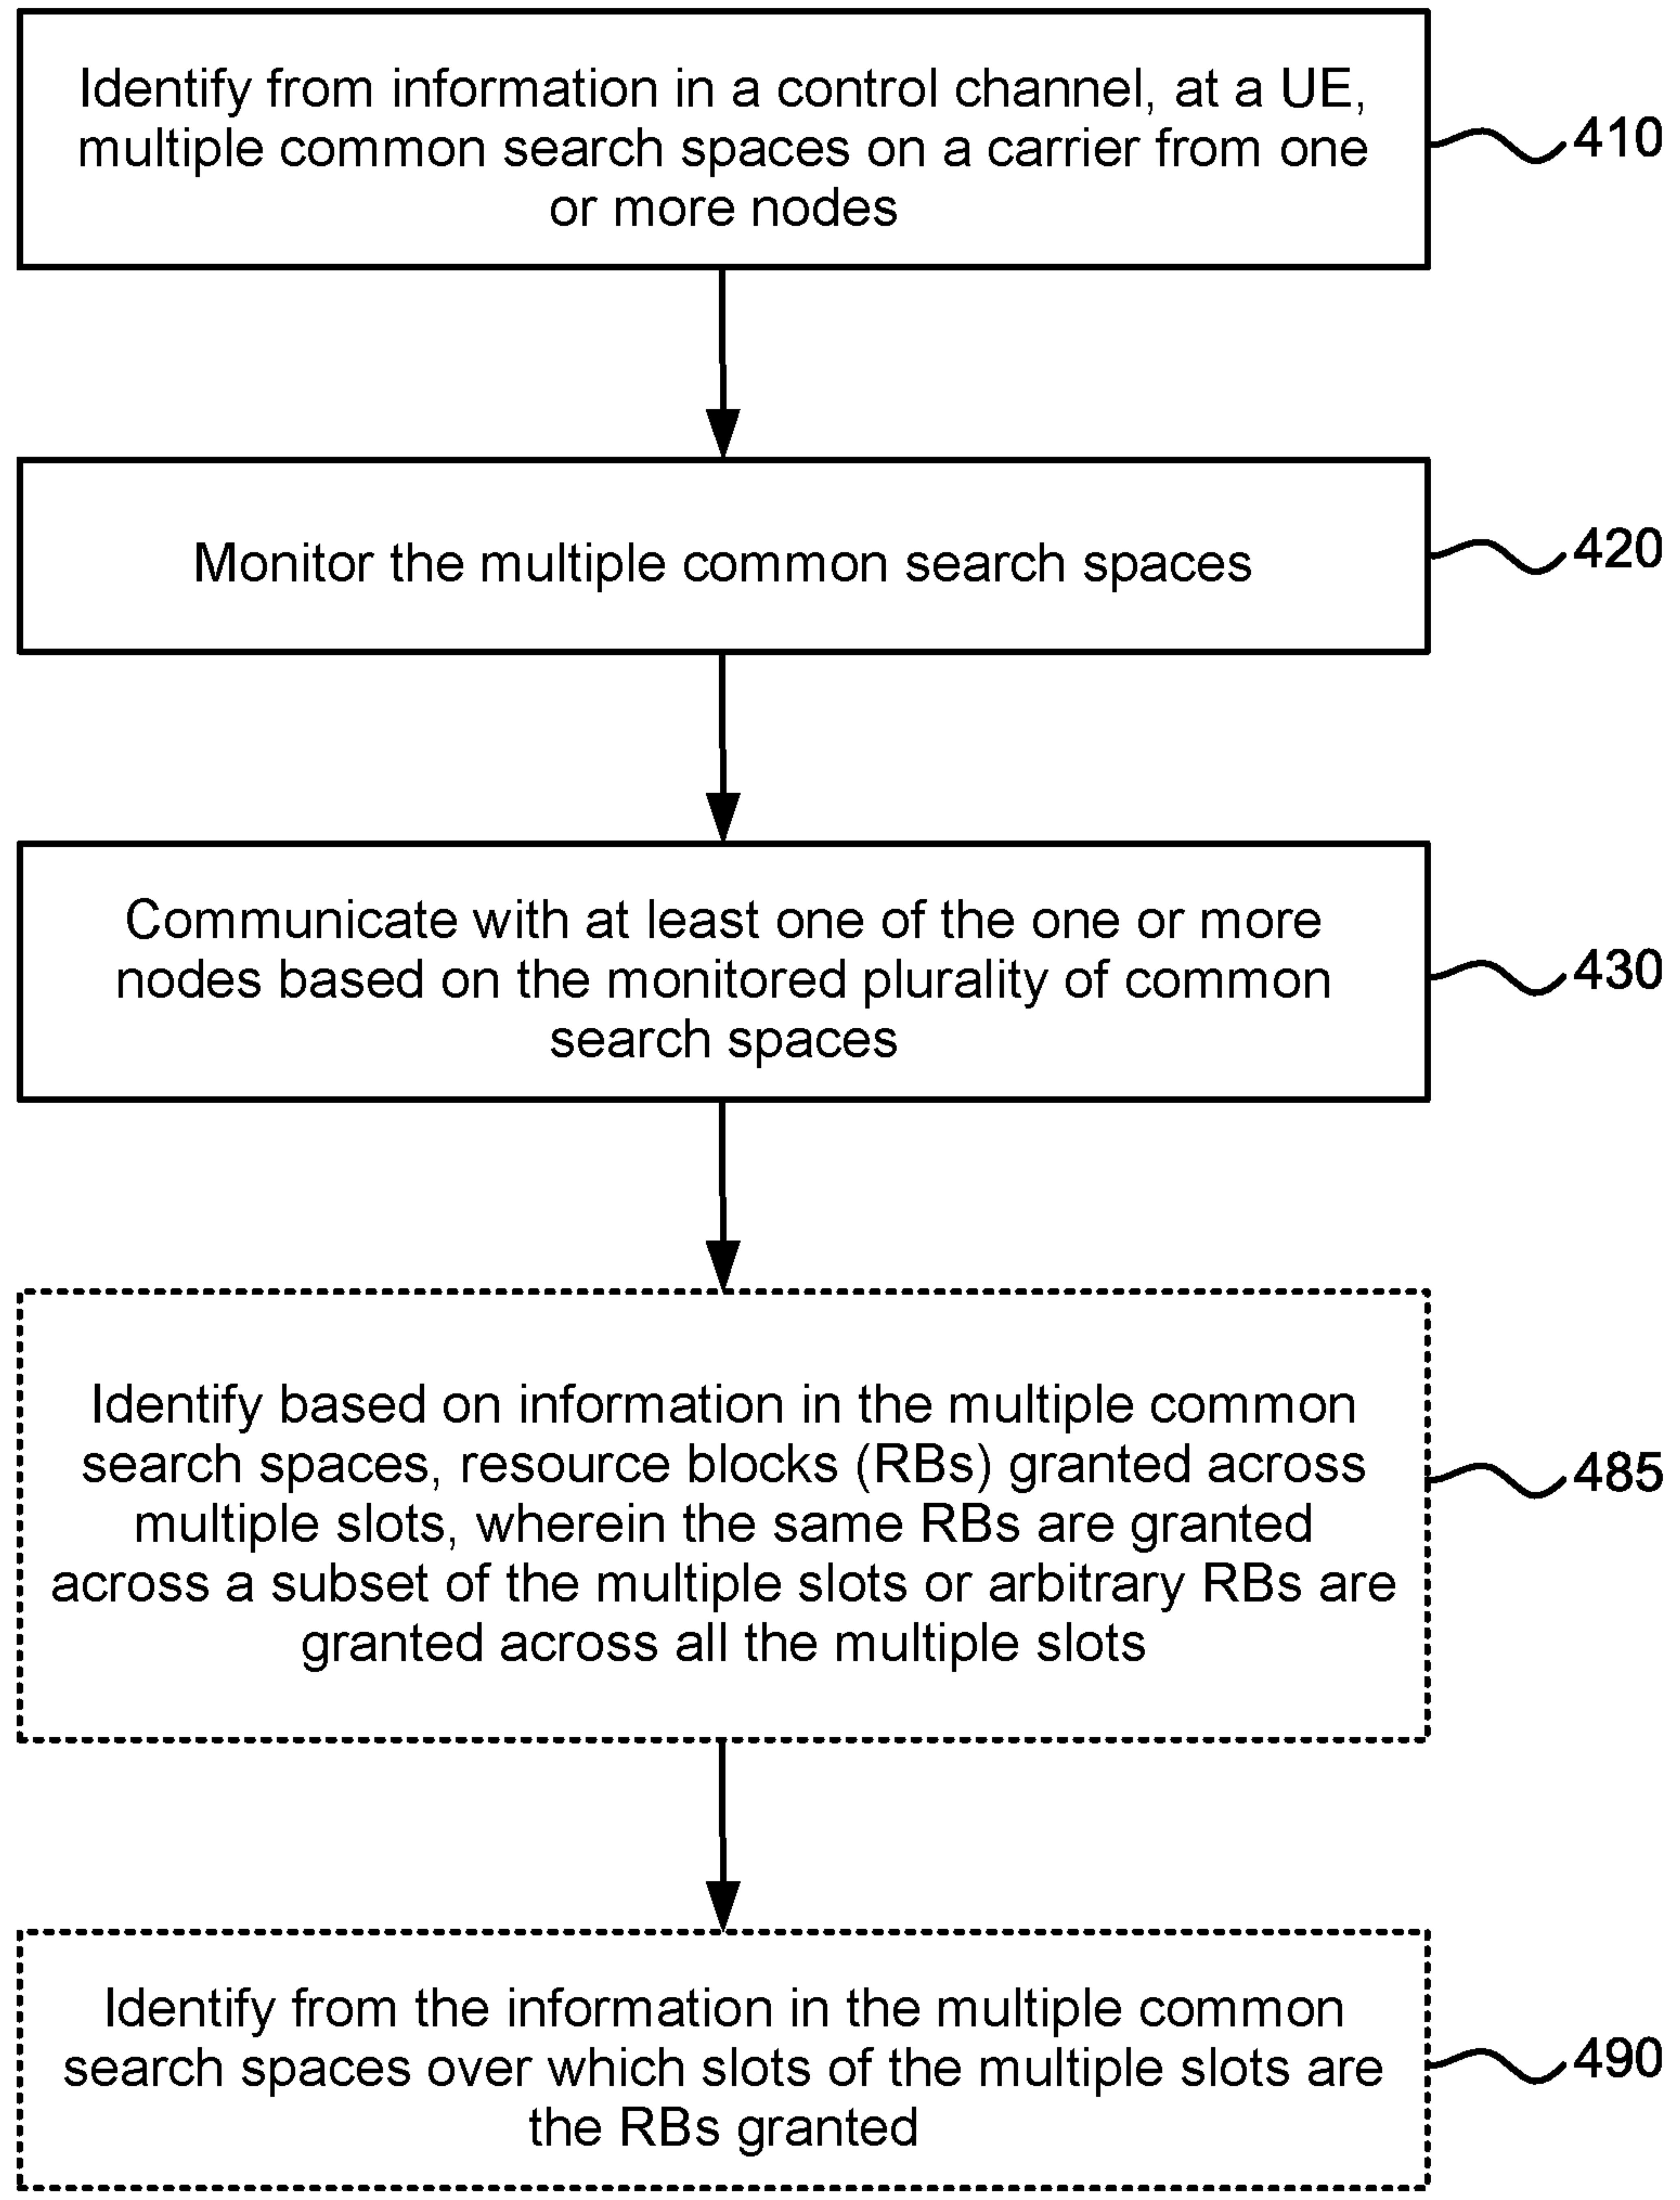 Identify from information in a control channel, at a UE,
multiple common search spaces on a carrier from one
or more nodes
410
Monitor the multiple common search spaces
420
Communicate with at least one of the one or more
nodes based on the monitored plurality of common
search spaces
430
Identify based on information in the multiple common
search spaces, resource blocks (RBs) granted across
multiple slots, wherein the same RBs are granted
across a subset of the multiple slots or arbitrary RBs are
granted across all the multiple slots
485
Identify from the information in the multiple common
search spaces over which slots of the multiple slots are
the RBs granted
490